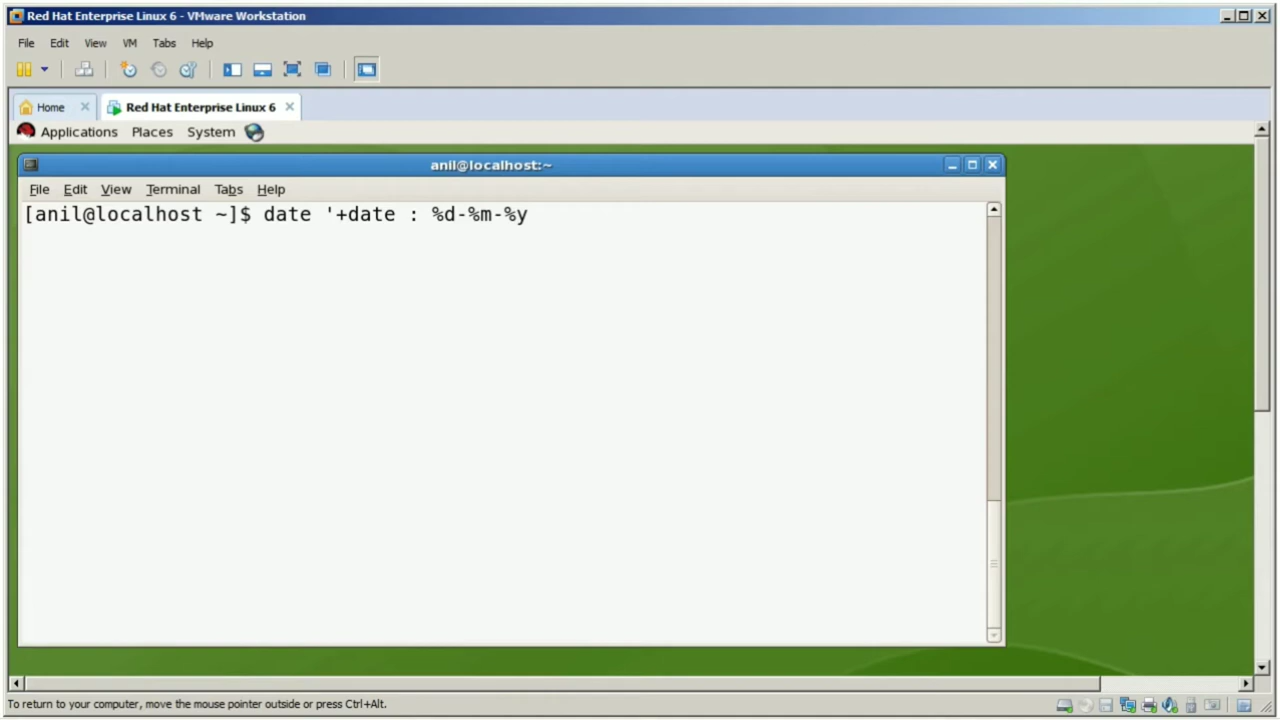 Red Hat Enterprise Linux 6 - VMware Workstation
File Edit View VM Tabs Help
Home Red Hat Enterprise Linux 6
Applications Places System
anil@localhost:~
File Edit View Terminal Tabs Help
[anil@localhost ~]$ date '+date : %d-%m-%y
To return to your computer, move the mouse pointer outside or press Ctrl+Alt.